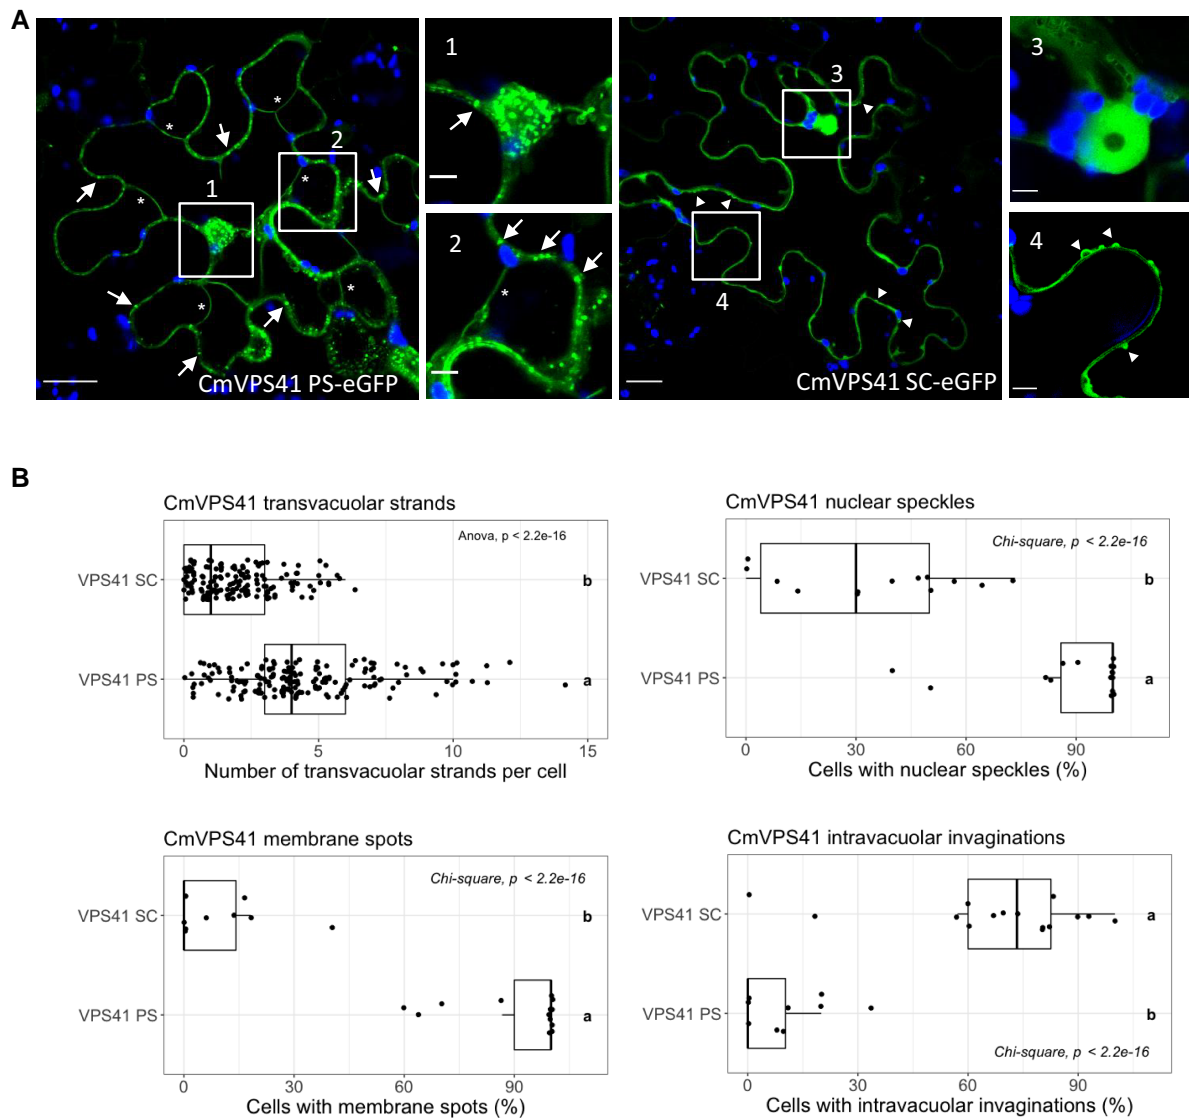 A
1
2
CmVPS41 PS-eGFP
1
2
3
4
CmVPS41 SC-eGFP
3
4
B
CmVPS41 transvacuolar strands
Anova, p < 2.2e-16
VPS41 SC
b
VPS41 PS
a
0 5 10 15
Number of transvacuolar strands per cell
CmVPS41 nuclear speckles
Chi-square, p < 2.2e-16
VPS41 SC
b
VPS41 PS
a
0 30 60 90
Cells with nuclear speckles (%)
CmVPS41 membrane spots
Chi-square, p < 2.2e-16
VPS41 SC
b
VPS41 PS
a
0 30 60 90
Cells with membrane spots (%)
CmVPS41 intravacuolar invaginations
VPS41 SC
a
VPS41 PS
b
Chi-square, p < 2.2e-16
0 30 60 90
Cells with intravacuolar invaginations (%)